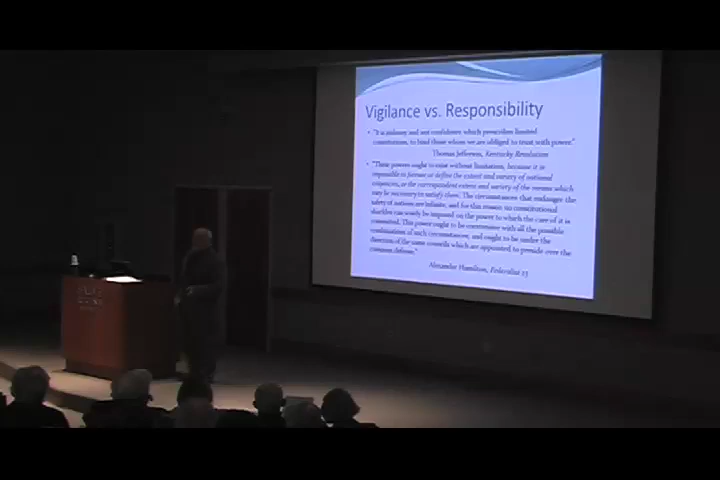 Vigilance vs. Responsibility
• "It is jealousy and not confidence which prescribes limited
constitutions, to bind those whom we are obliged to trust with power."
Thomas Jefferson, Kentucky Resolution
• "These powers ought to exist without limitation, because it is
impossible to foresee or define the extent and variety of national
exigencies, or the correspondent extent and variety of the means which
may be necessary to satisfy them. The circumstances that endanger the
safety of nations are infinite, and for this reason no constitutional
shackles can wisely be imposed on the power to which the care of it is
committed. This power ought to be coextensive with all the possible
combinations of such circumstances; and ought to be under the
direction of the same councils which are appointed to preside over the
common defense."
Alexander Hamilton, Federalist 23